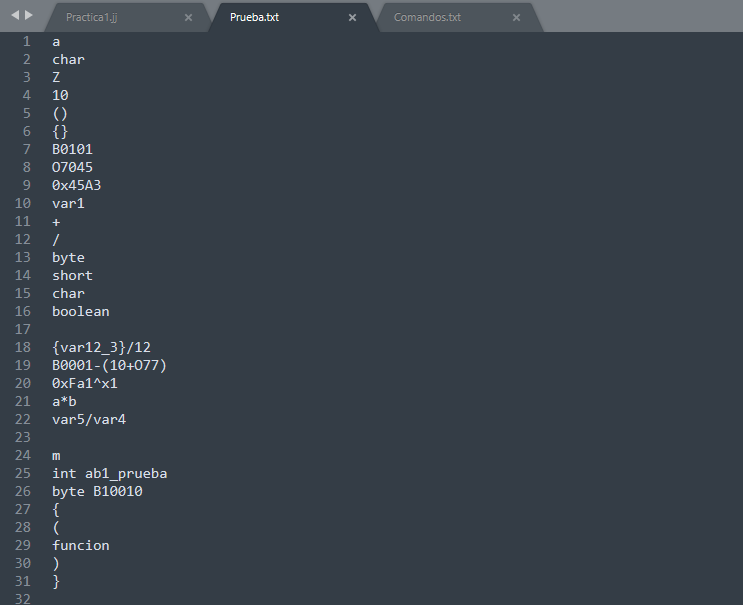 Practica1.jj Prueba.txt Comandos.txt
1 a
2 char
3 Z
4 10
5 ()
6 {}
7 B0101
8 O7045
9 0x45A3
10 var1
11 +
12 /
13 byte
14 short
15 char
16 boolean
17
18 {var12_3}/12
19 B0001-(10+O77)
20 0xFa1^x1
21 a*b
22 var5/var4
23
24 m
25 int ab1_prueba
26 byte B10010
27 {
28 (
29 funcion
30 )
31 }
32